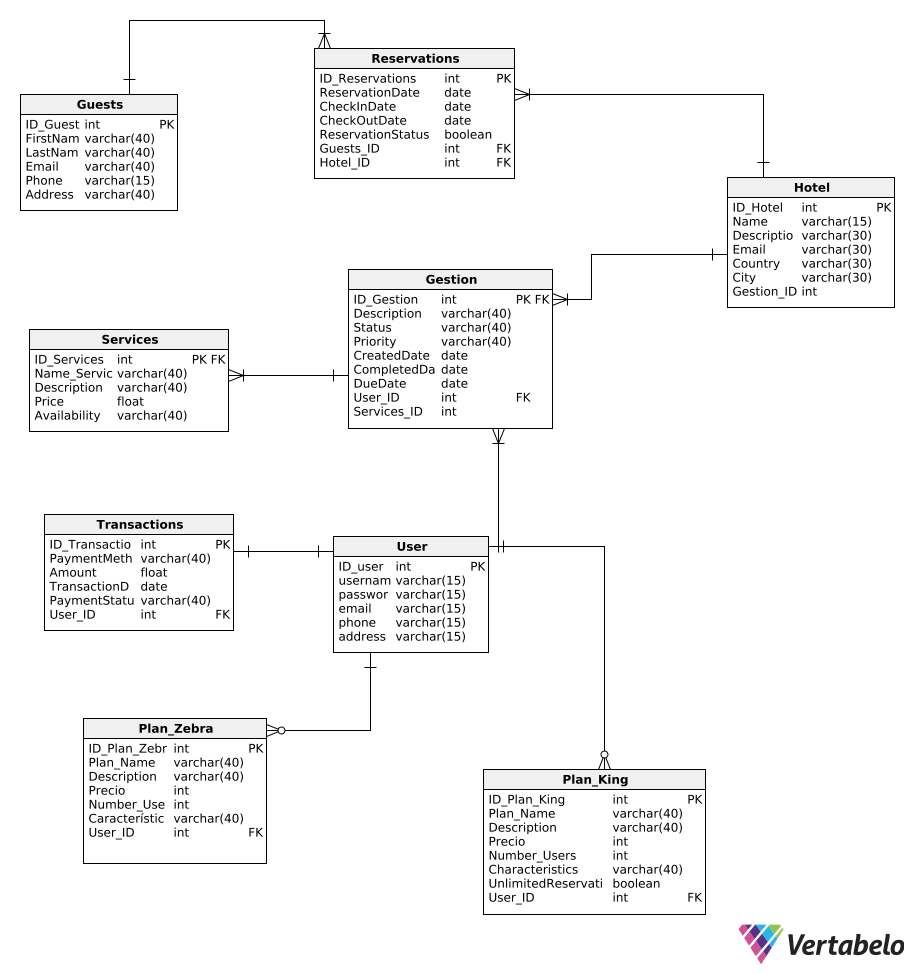 Reservations
ID_Reservations int PK
ReservationDate date
CheckInDate date
CheckOutDate date
ReservationStatus boolean
Guests_ID int FK
Hotel_ID int FK
Guests
ID_Guest int PK
FirstNam varchar(40)
LastNam varchar(40)
Email varchar(40)
Phone varchar(15)
Address varchar(40)
Hotel
ID_Hotel int PK
Name varchar(15)
Descriptio varchar(30)
Email varchar(30)
Country varchar(30)
City varchar(30)
Gestion_ID int
Gestion
ID_Gestion int PK FK
Description varchar(40)
Status varchar(40)
Priority varchar(40)
CreatedDate date
CompletedDa date
DueDate date
User_ID int FK
Services_ID int
Services
ID_Services int PK FK
Name_Servic varchar(40)
Description varchar(40)
Price float
Availability varchar(40)
Transactions
ID_Transactio int PK
PaymentMeth varchar(40)
Amount float
TransactionD date
PaymentStatu varchar(40)
User_ID int FK
User
ID_user int PK
usernam varchar(15)
passwor varchar(15)
email varchar(15)
phone varchar(15)
address varchar(15)
Plan_Zebra
ID_Plan_Zebr int PK
Plan_Name varchar(40)
Description varchar(40)
Precio int
Number_Use int
Característic varchar(40)
User_ID int FK
Plan_King
ID_Plan_King int PK
Plan_Name varchar(40)
Description varchar(40)
Precio int
Number_Users int
Characteristics varchar(40)
UnlimitedReservati boolean
User_ID int FK
Vertabelo